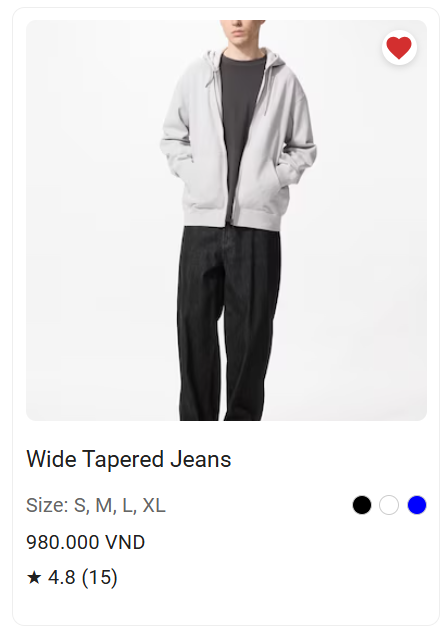 Wide Tapered Jeans
Size: S, M, L, XL
980.000 VND
★ 4.8 (15)